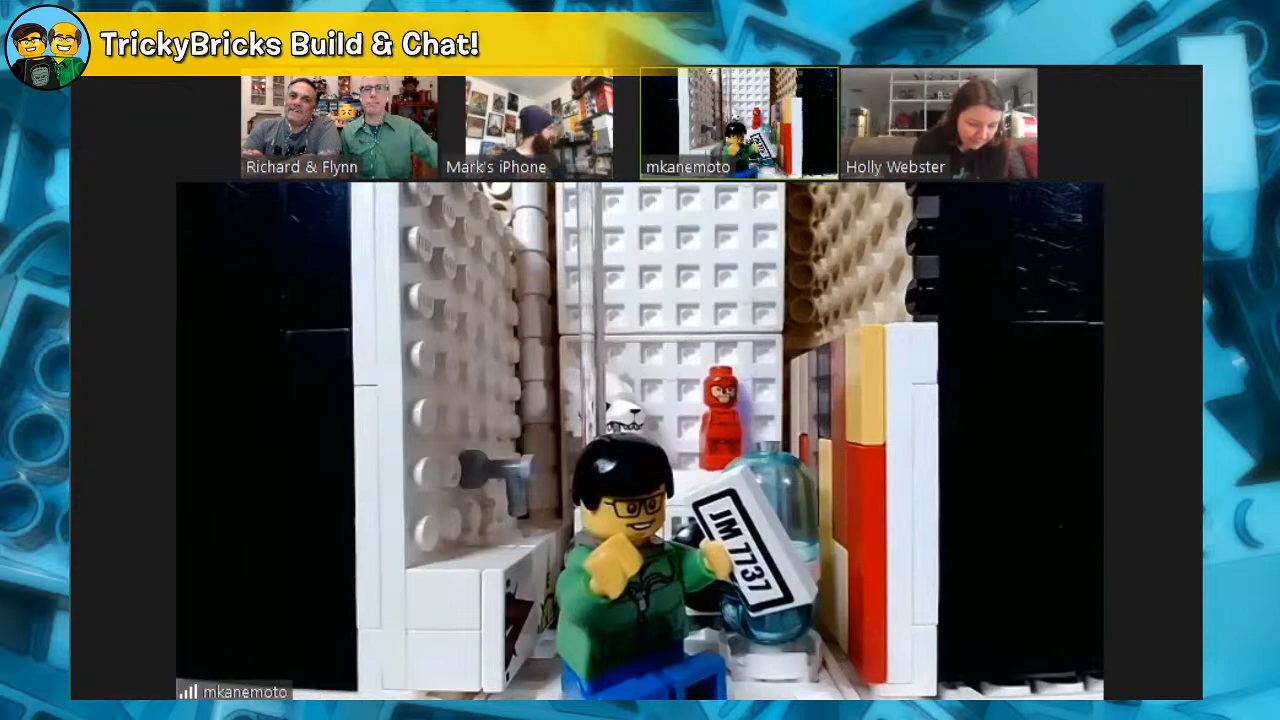 TrickyBricks Build & Chat!
Richard & Flynn
Mark's iPhone
mkanemoto
Holly Webster
JM 7737
mkanemoto